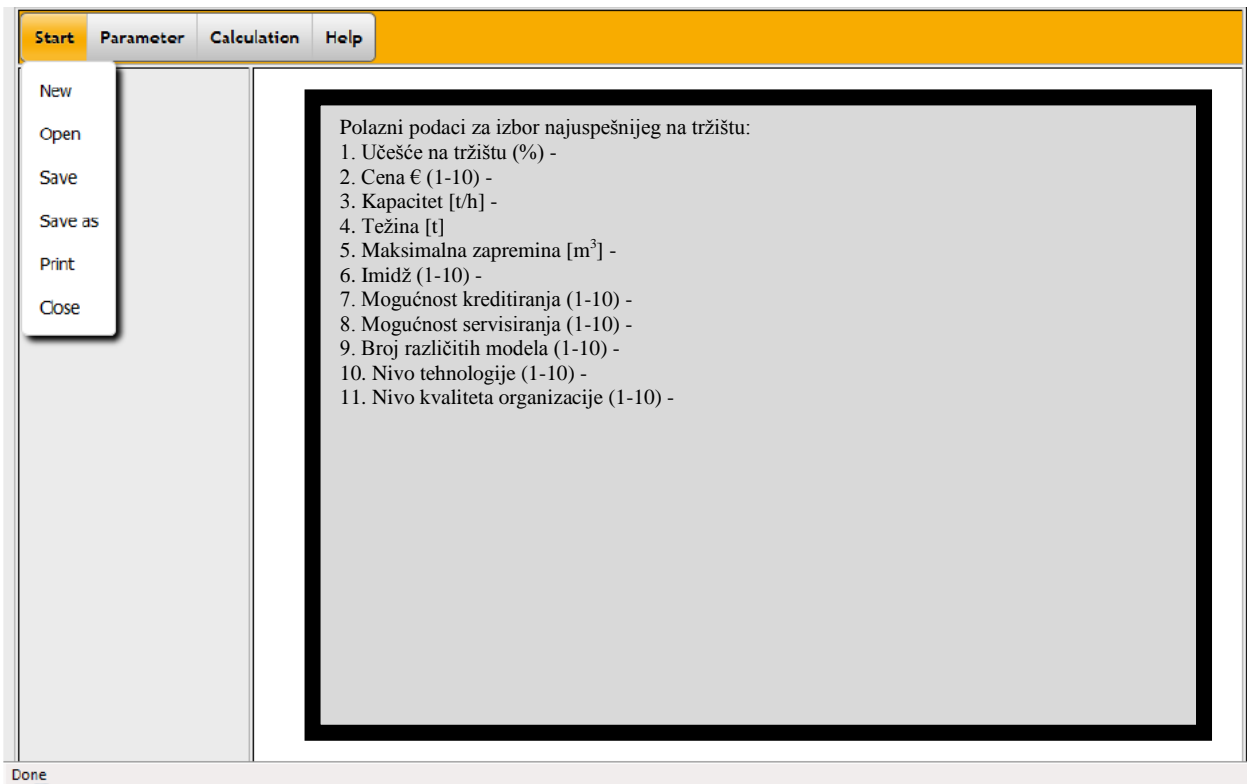 Start Parameter Calculation Help
New
Open
Save
Save as
Print
Close
Polazni podaci za izbor najuspešnijeg na tržištu:
1. Učešće na tržištu (%) -
2. Cena € (1-10) -
3. Kapacitet [t/h] -
4. Težina [t]
5. Maksimalna zapremina [m³] -
6. Imidž (1-10) -
7. Mogućnost kreditiranja (1-10) -
8. Mogućnost servisiranja (1-10) -
9. Broj različitih modela (1-10) -
10. Nivo tehnologije (1-10) -
11. Nivo kvaliteta organizacije (1-10) -
Done